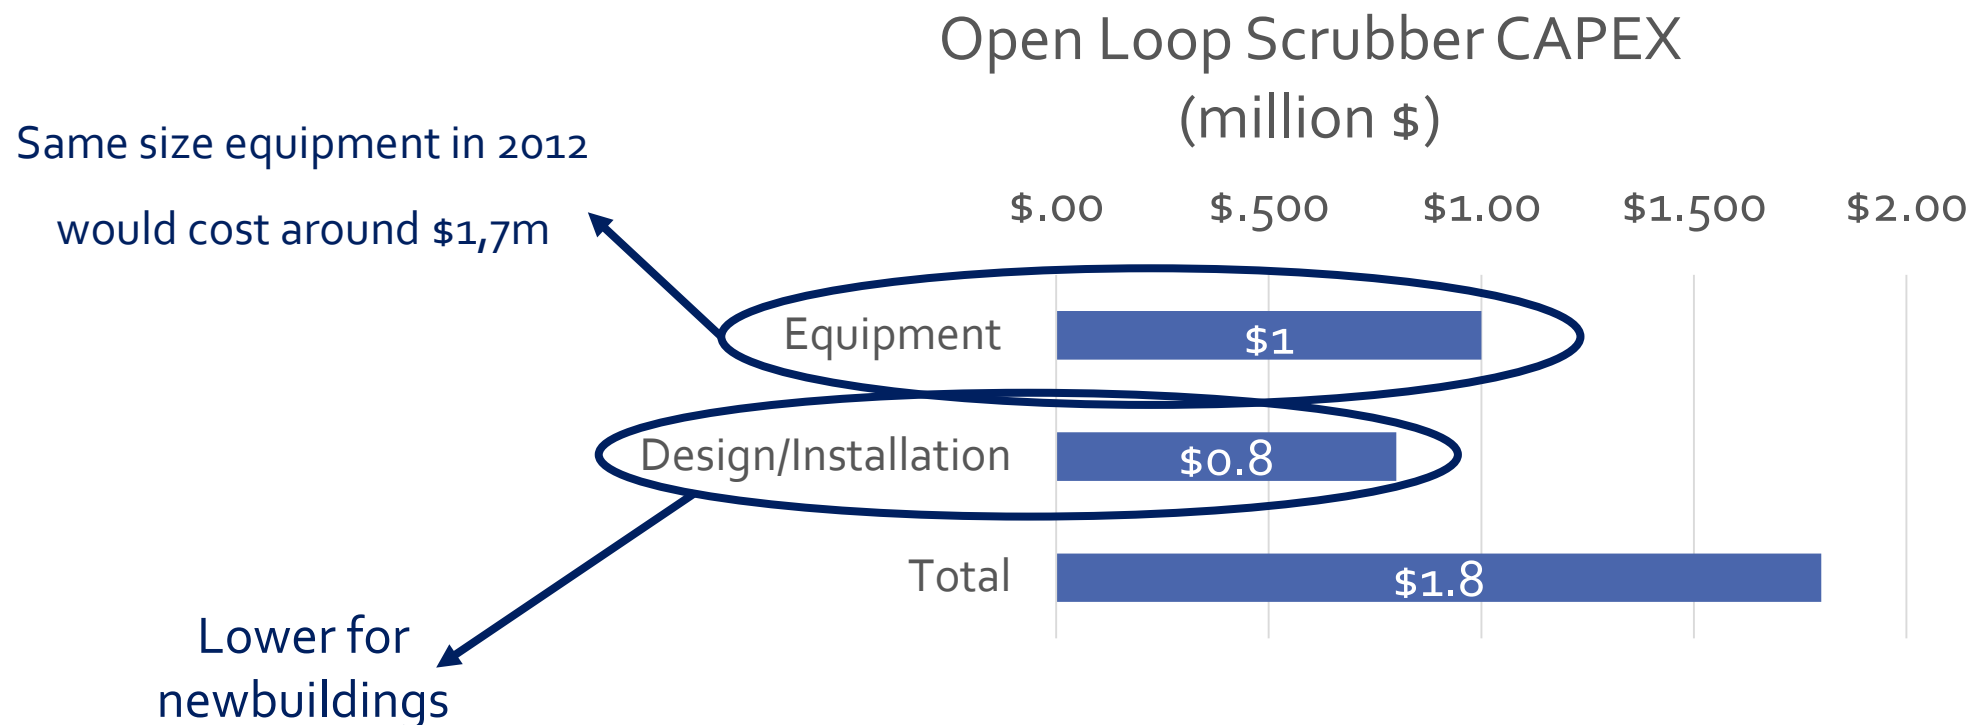 Open Loop Scrubber CAPEX
(million $)
Same size equipment in 2012
would cost around $1,7m
$.00 $.500 $1.00 $1.500 $2.00
Equipment $1
Design/Installation $0.8
Total $1.8
Lower for
newbuildings